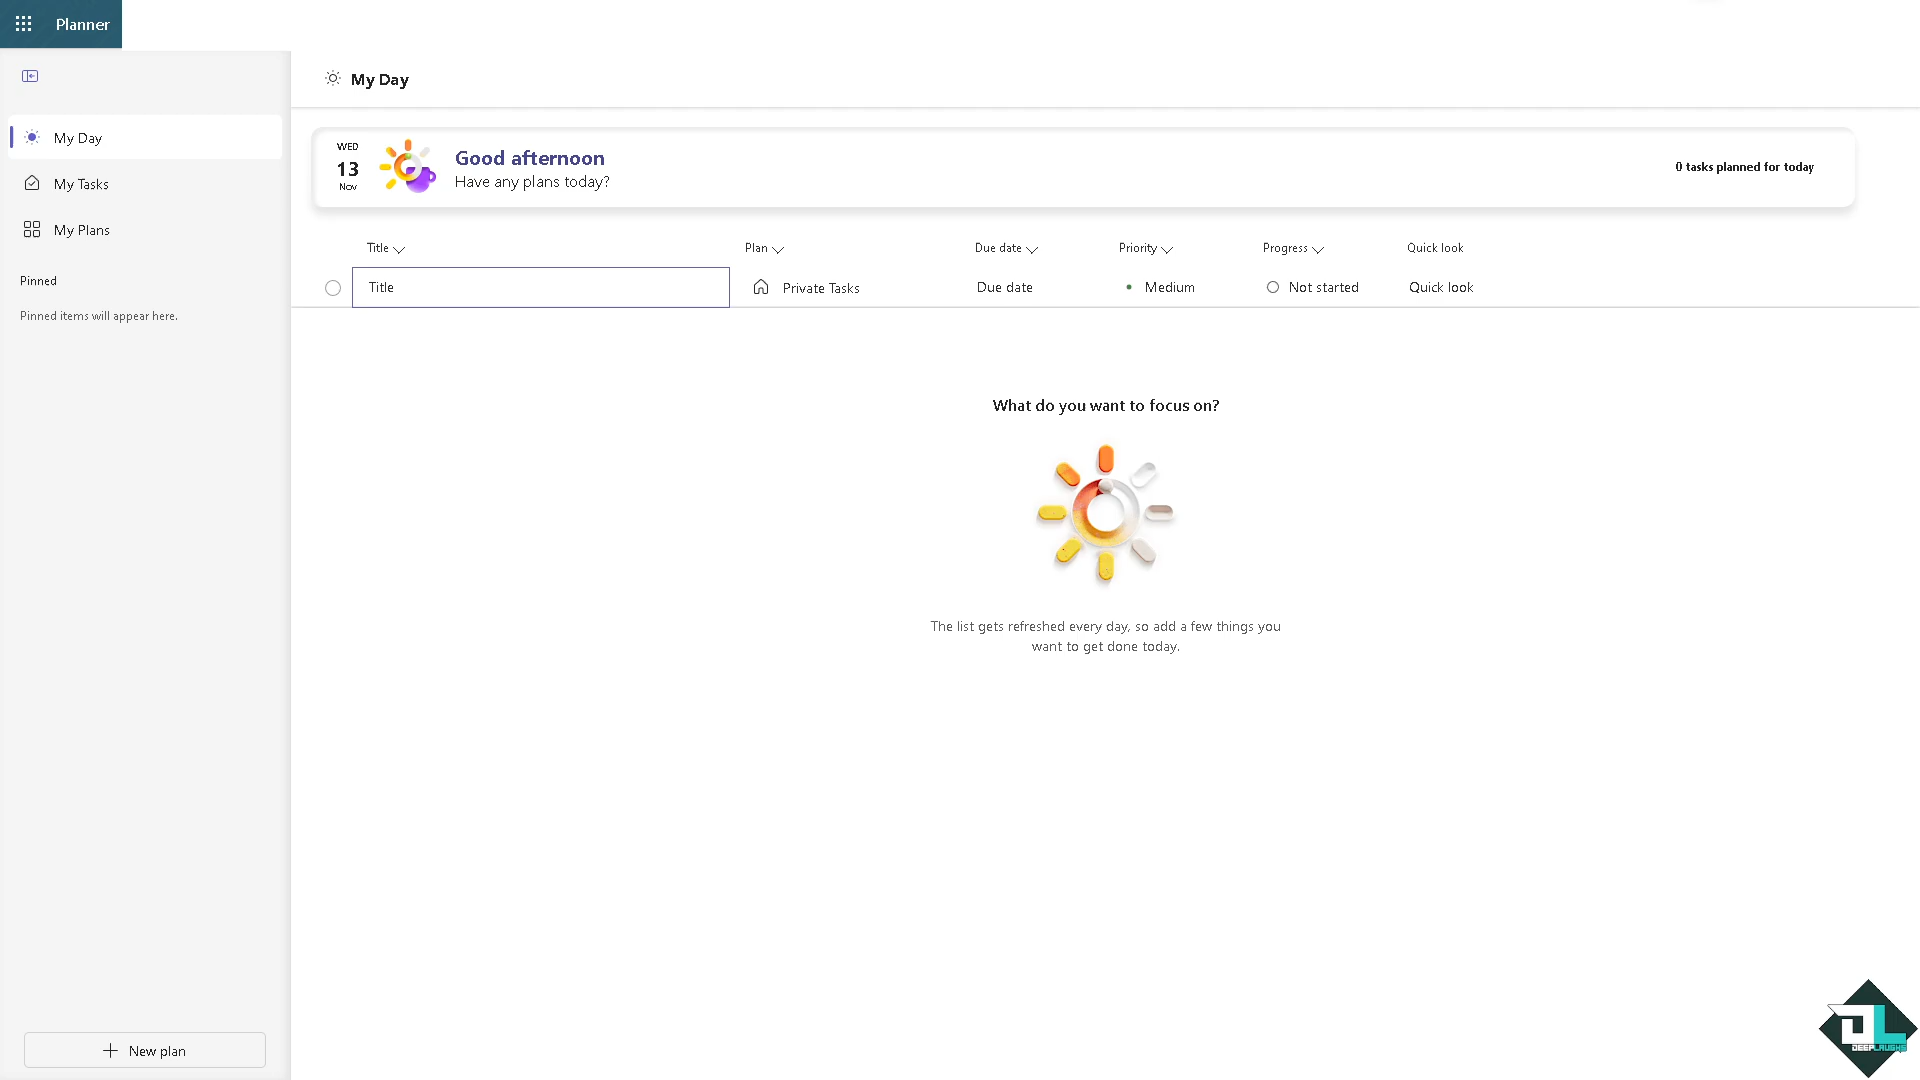 Planner
My Day
My Day
WED
13
Nov
Good afternoon
Have any plans today?
0 tasks planned for today
My Tasks
My Plans
Pinned
Pinned items will appear here.
Title Plan Due date Priority Progress Quick look
Title Private Tasks Due date Medium Not started Quick look
What do you want to focus on?
The list gets refreshed every day, so add a few things you
want to get done today.
New plan
DL
DEEPLAUGHS